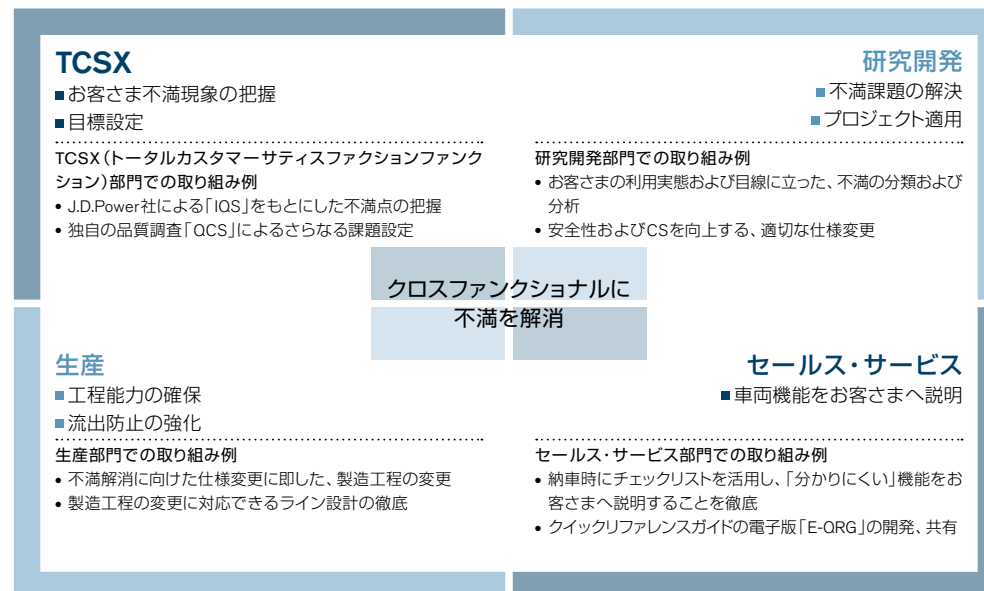 TCSX
■お客さま不満現象の把握
■目標設定
TCSX（トータルカスタマーサティスファクションファンク
ション）部門での取り組み例
• J.D.Power社による「IQS」をもとにした不満点の把握
• 独自の品質調査「QCS」によるさらなる課題設定
研究開発
■不満課題の解決
■プロジェクト適用
研究開発部門での取り組み例
• お客さまの利用実態および目線に立った、不満の分類および
分析
• 安全性およびCSを向上する、適切な仕様変更
クロスファンクショナルに
不満を解消
生産
■工程能力の確保
■流出防止の強化
生産部門での取り組み例
• 不満解消に向けた仕様変更に即した、製造工程の変更
• 製造工程の変更に対応できるライン設計の徹底
セールス・サービス
■車両機能をお客さまへ説明
セールス・サービス部門での取り組み例
• 納車時にチェックリストを活用し、「分かりにくい」機能をお
客さまへ説明することを徹底
• クイックリファレンスガイドの電子版「E-QRG」の開発、共有